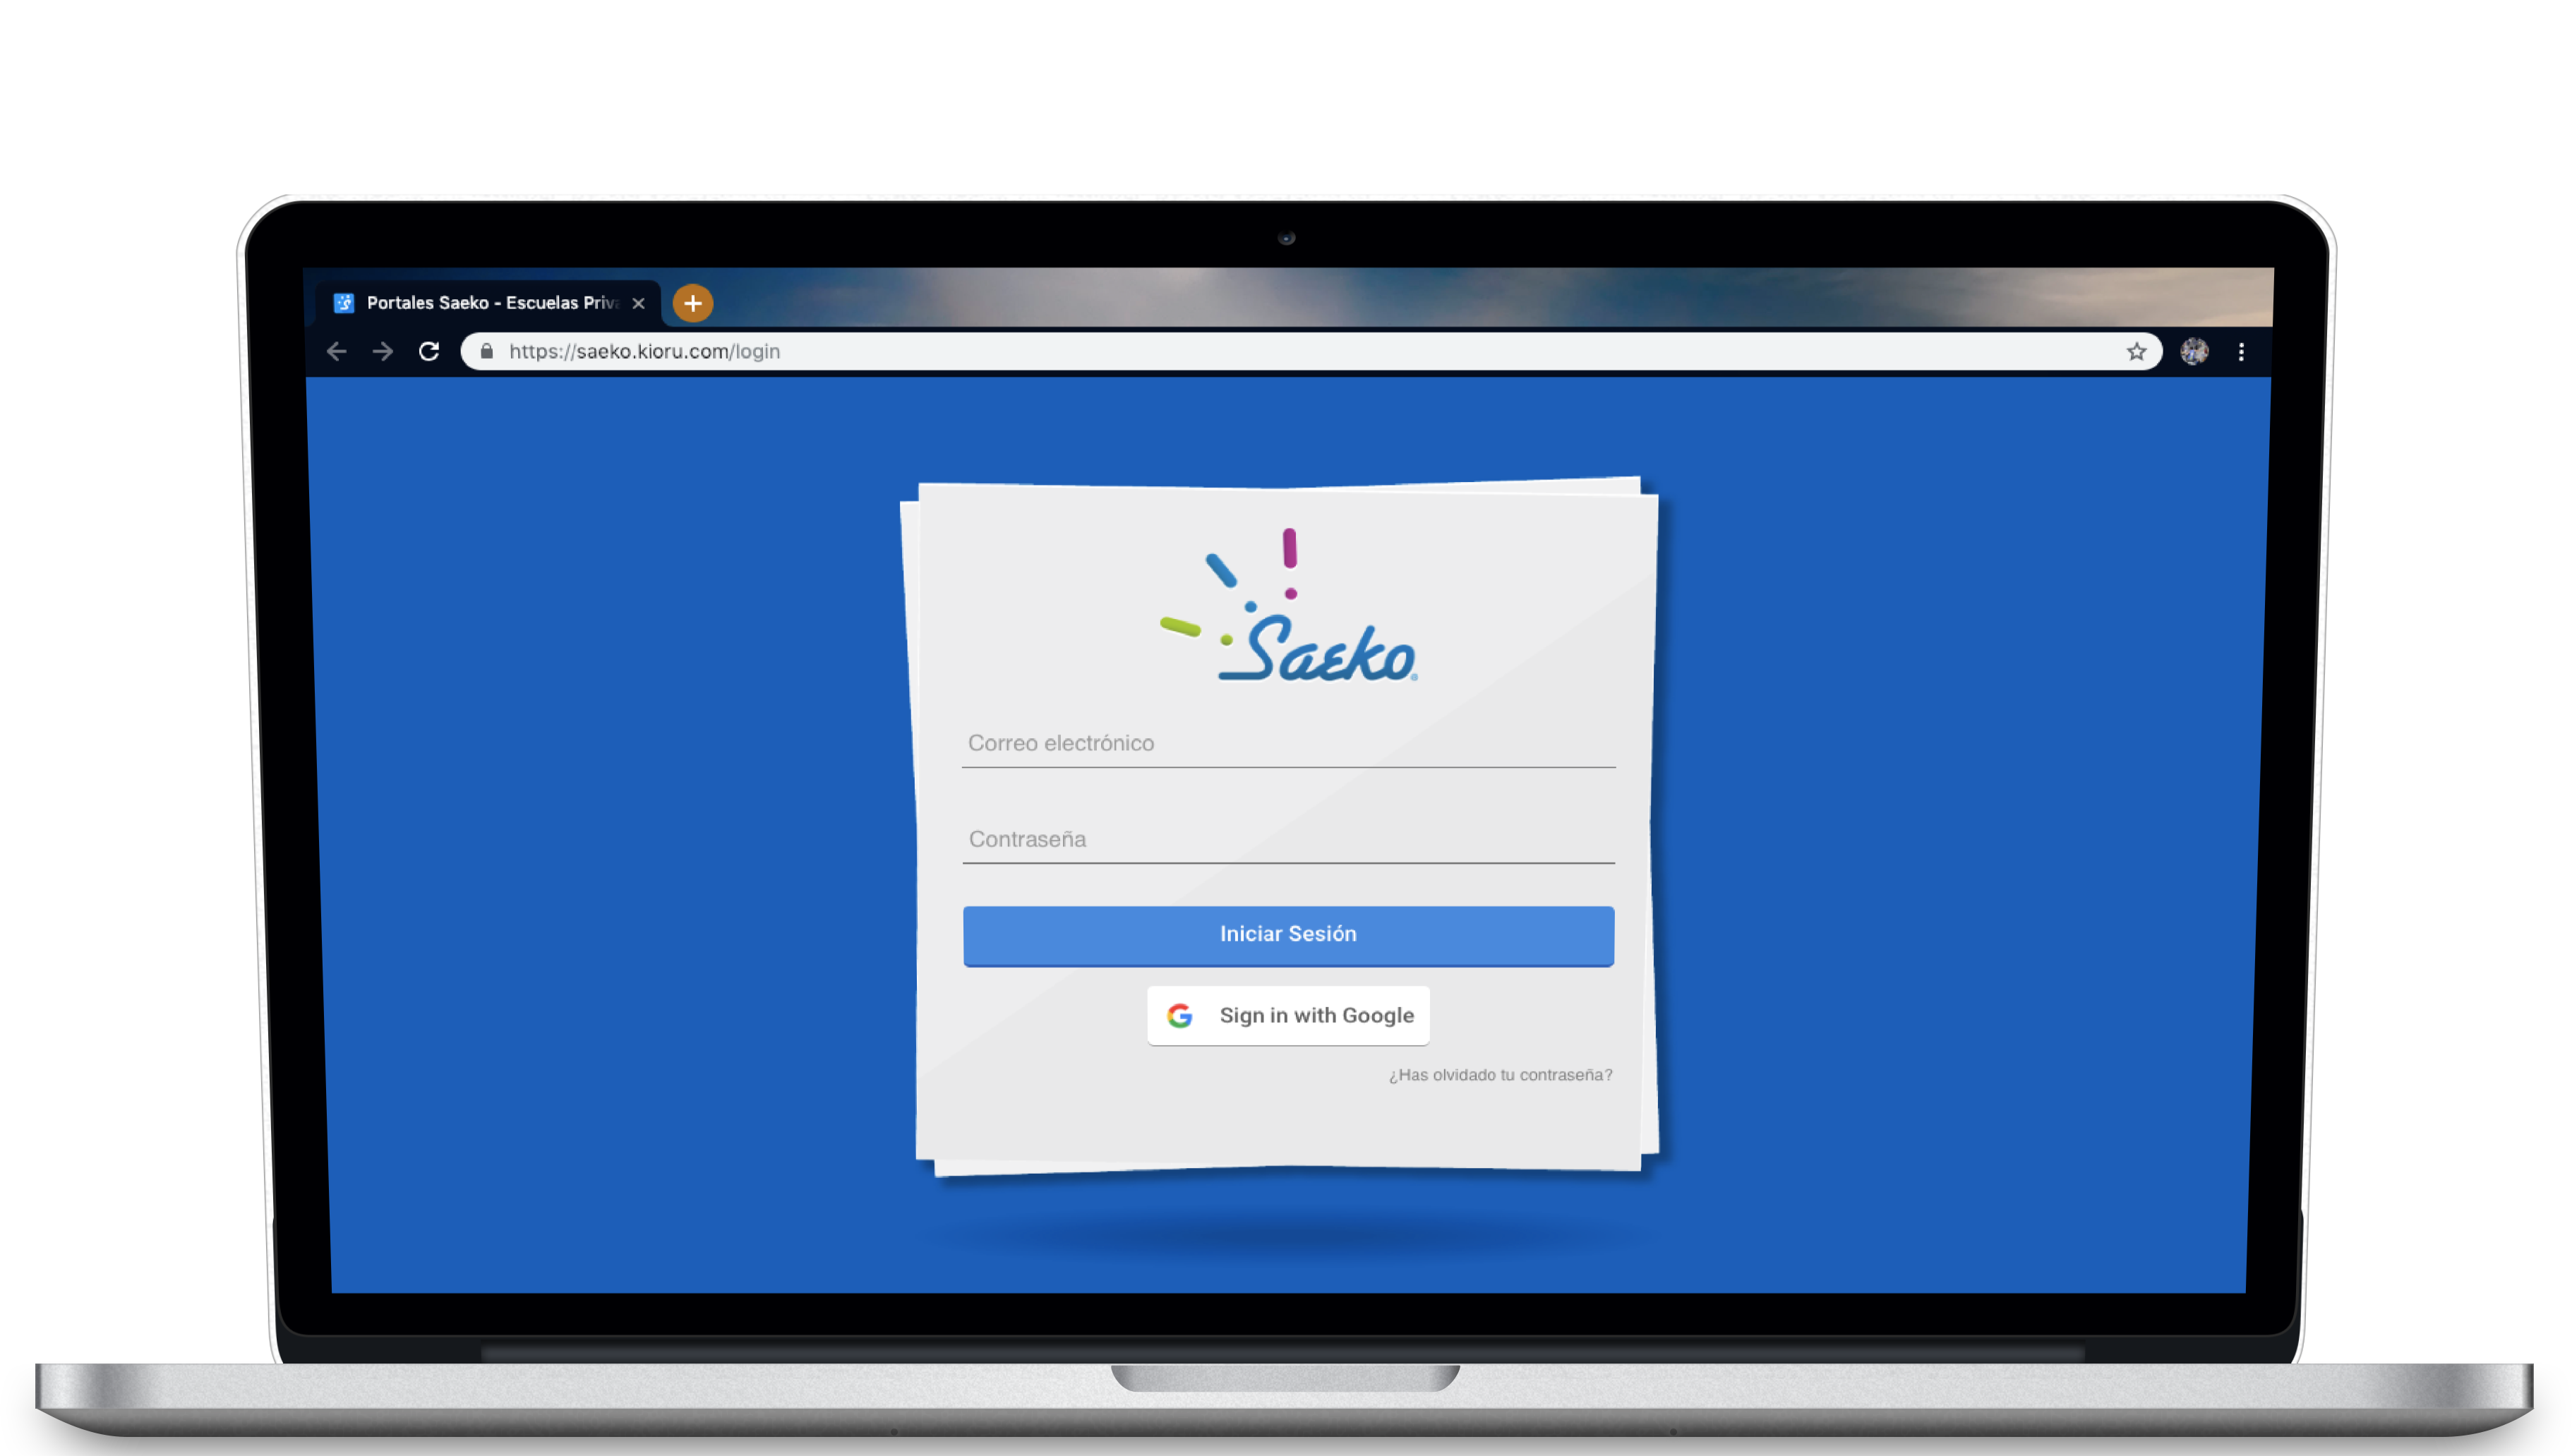 Portales Saeko - Escuelas Priv
https://saeko.kioru.com/login
Saeko
Correo electrónico
Contraseña
Iniciar Sesión
Sign in with Google
¿Has olvidado tu contraseña?